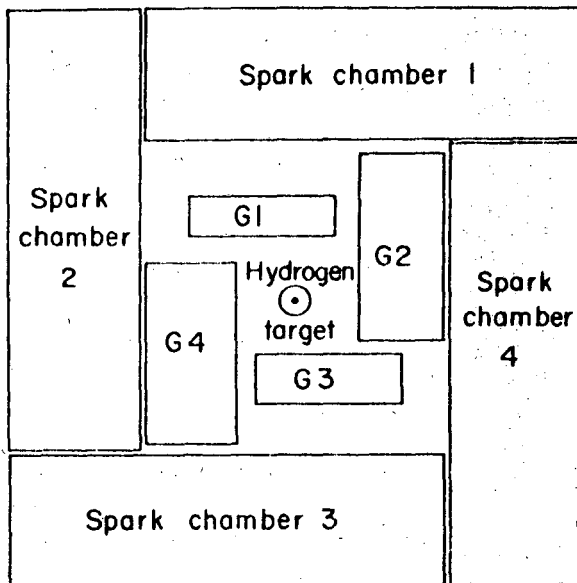 Spark chamber 1
Spark
chamber
2
G1
G2
Hydrogen
target
Spark
chamber
4
G4
G3
Spark chamber 3